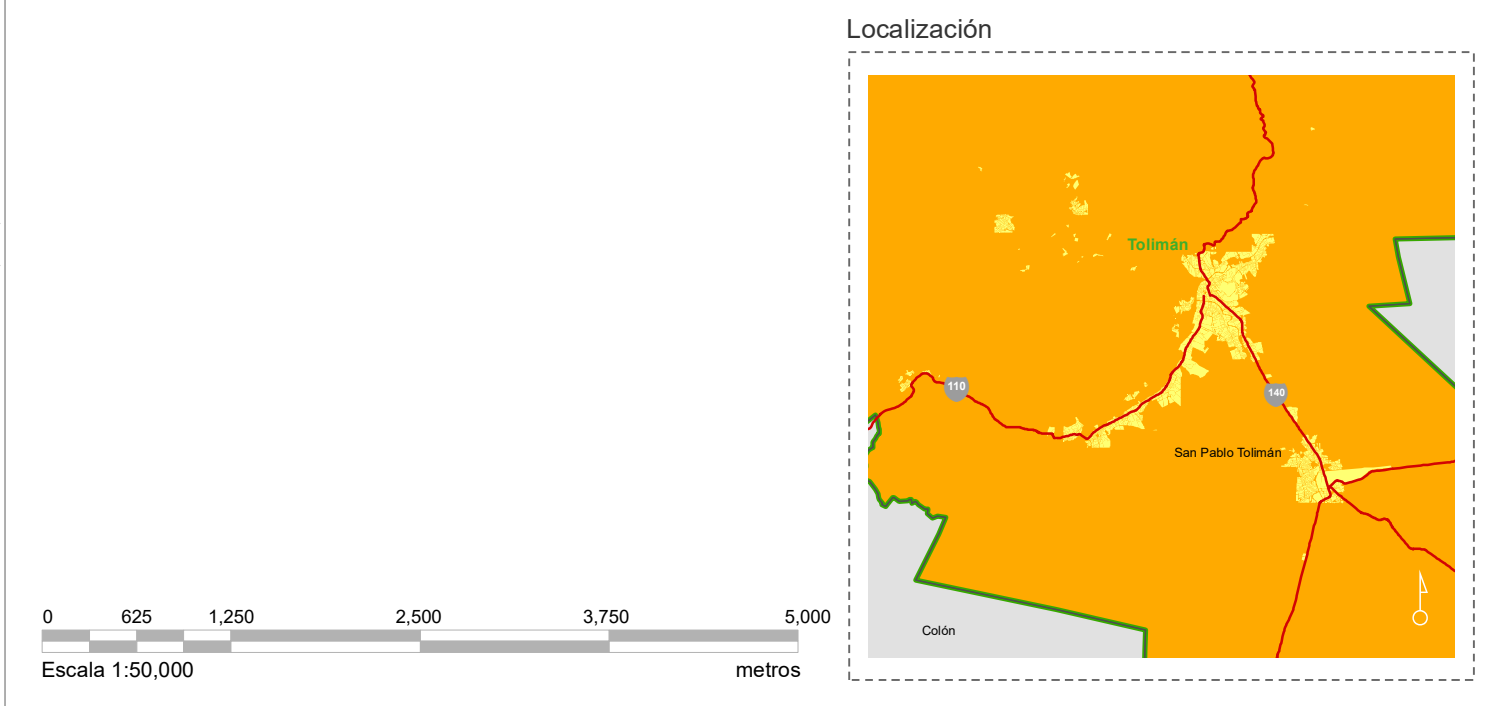 Localización
Tolimán
110
140
San Pablo Tolimán
Colón
0 625 1,250 2,500 3,750 5,000
Escala 1:50,000 metros